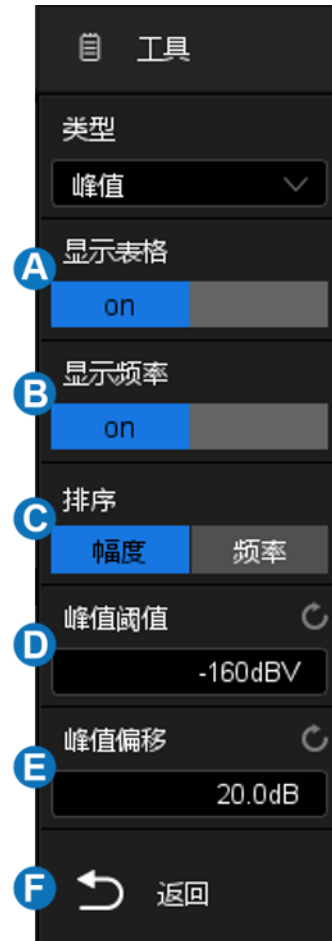 工具
类型
峰值
A
显示表格
on
B
显示频率
on
C
排序
幅度 频率
D
峰值阈值
-160dBV
E
峰值偏移
20.0dB
F
返回